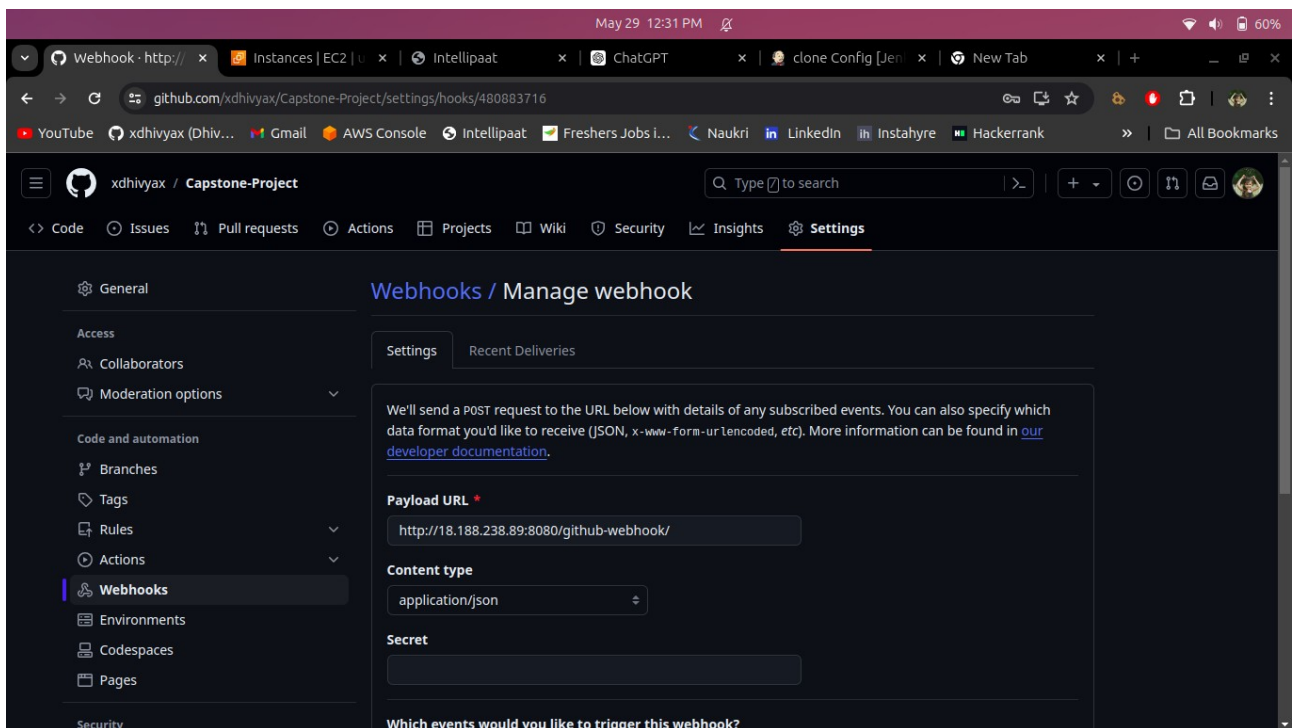 May 29 12:31 PM
60%
Webhook · http://
Instances | EC2 | u
Intellipaat
ChatGPT
clone Config [Jen
New Tab
github.com/xdhivyax/Capstone-Project/settings/hooks/480883716
YouTube
xdhivyax (Dhiv...
Gmail
AWS Console
Intellipaat
Freshers Jobs i...
Naukri
LinkedIn
Instahyre
Hackerrank
All Bookmarks
xdhivyax / Capstone-Project
Type / to search
Code
Issues
Pull requests
Actions
Projects
Wiki
Security
Insights
Settings
General
Access
Collaborators
Moderation options
Code and automation
Branches
Tags
Rules
Actions
Webhooks
Environments
Codespaces
Pages
Security
Webhooks / Manage webhook
Settings
Recent Deliveries
We'll send a POST request to the URL below with details of any subscribed events. You can also specify which
data format you'd like to receive (JSON, x-www-form-urlencoded, etc). More information can be found in our
developer documentation.
Payload URL *
http://18.188.238.89:8080/github-webhook/
Content type
application/json
Secret
Which events would you like to trigger this webhook?